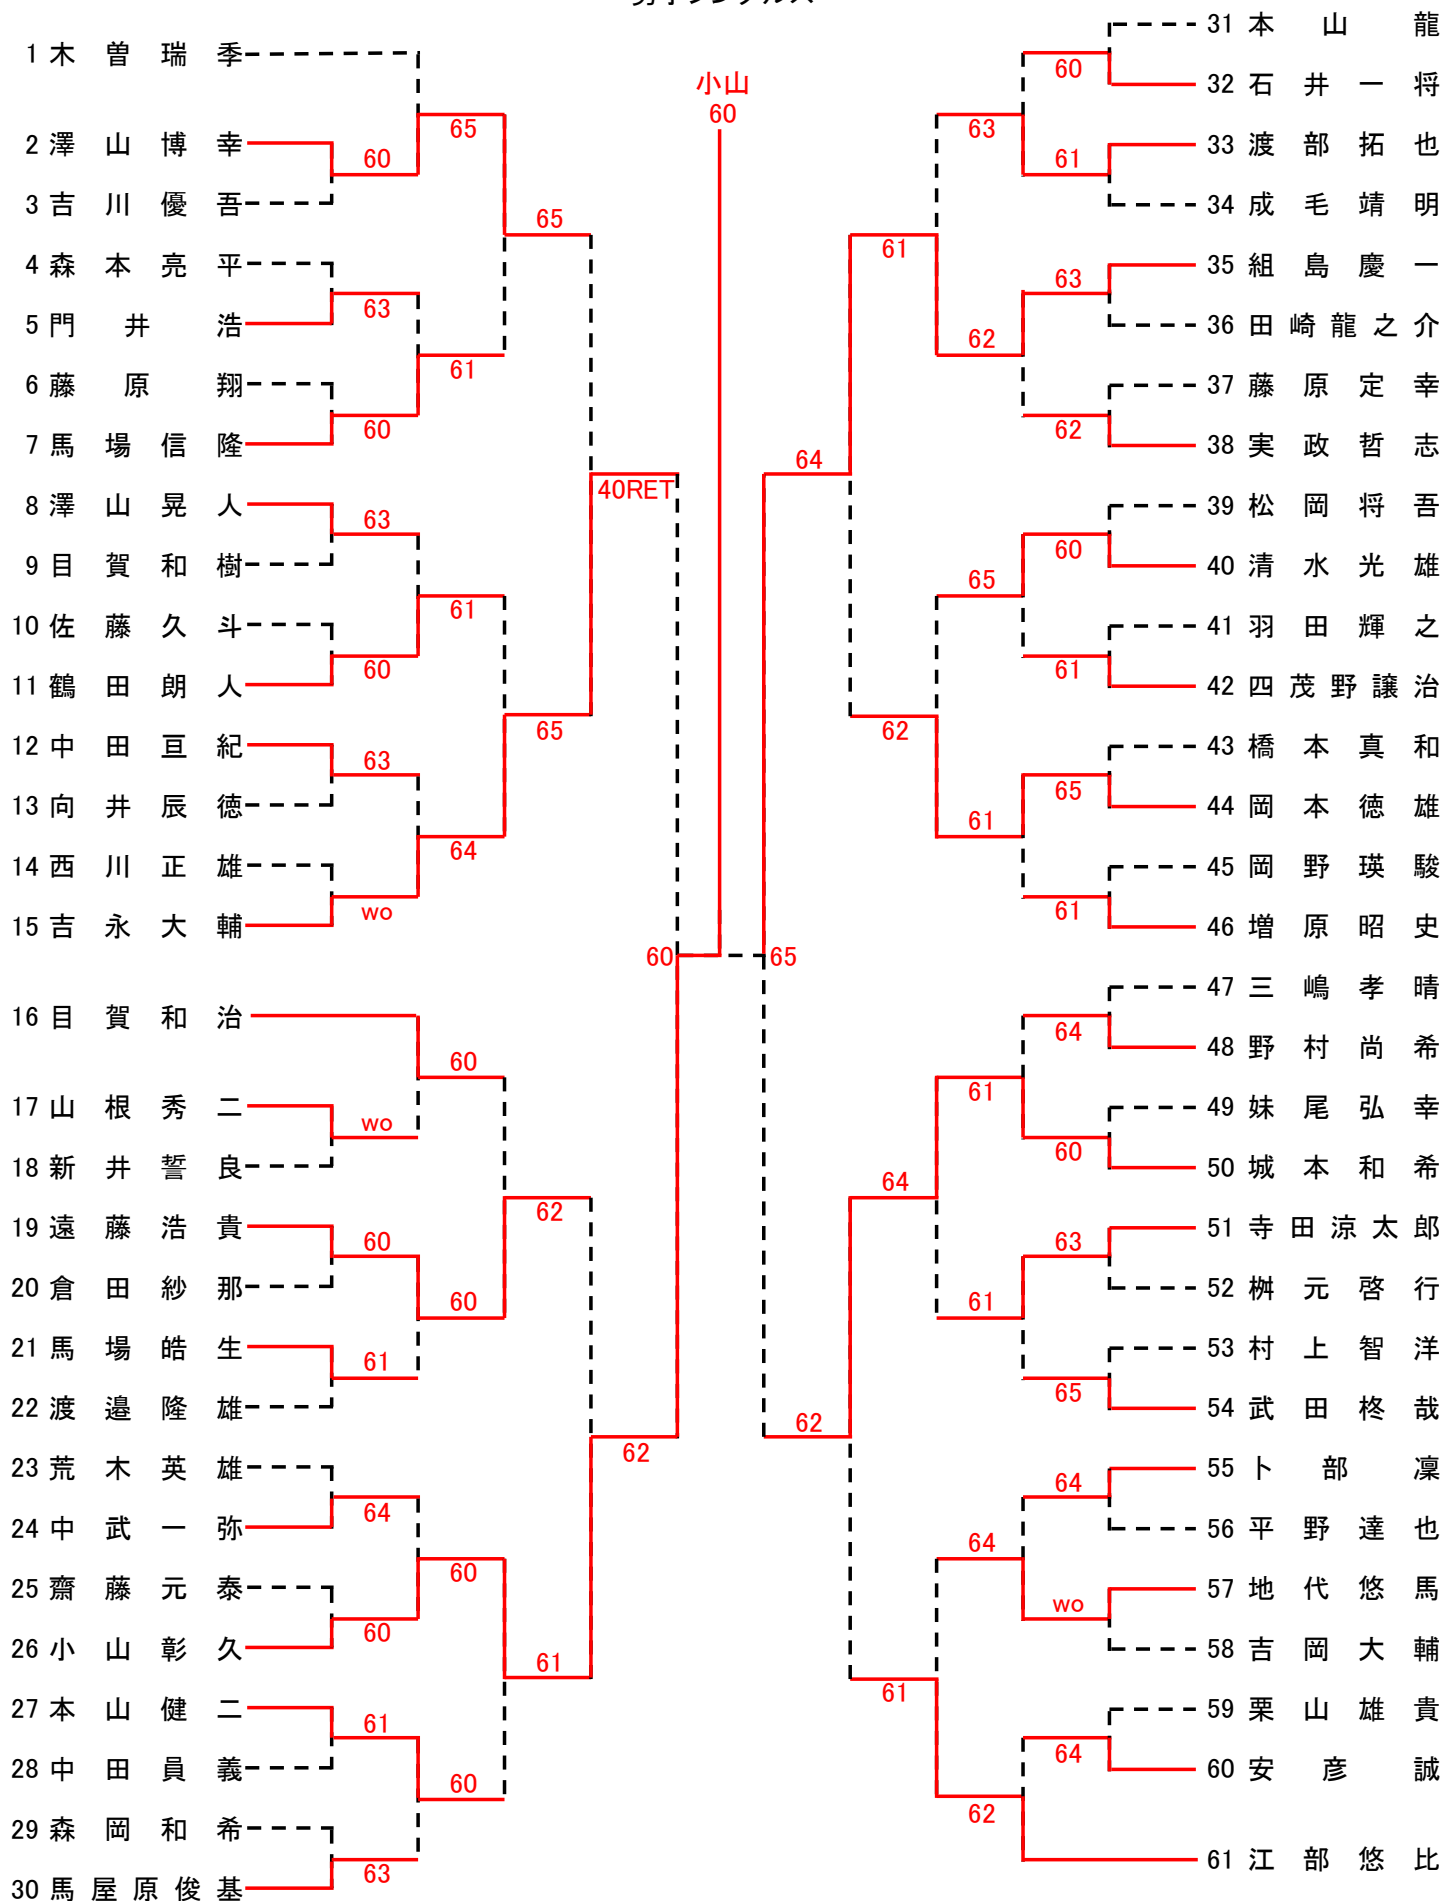 1 木曽瑞季
2 澤山博幸
3 吉川優吾
4 森本亮平
5 門井浩
6 藤原翔
7 馬場信隆
8 澤山晃人
9 目賀和樹
10 佐藤久斗
11 鶴田朗人
12 中田亘紀
13 向井辰徳
14 西川正雄
15 吉永大輔
16 目賀和治
17 山根秀二
18 新井誓良
19 遠藤浩貴
20 倉田紗那
21 馬場皓生
22 渡邉隆雄
23 荒木英雄
24 中武一弥
25 齋藤元泰
26 小山彰久
27 本山健二
28 中田員義
29 森岡和希
30 馬屋原俊基
60
63
60
63
60
63
wo
wo
60
61
64
60
61
63
65
61
61
64
60
60
60
60
65
65
62
61
40RET
62
60
小山
60
65
64
62
61
62
64
61
63
62
65
61
61
61
64
62
60
61
63
62
60
61
65
61
64
60
63
65
64
wo
64
31 本山龍
32 石井一将
33 渡部拓也
34 成毛靖明
35 組島慶一
36 田崎龍之介
37 藤原定幸
38 実政哲志
39 松岡将吾
40 清水光雄
41 羽田輝之
42 四茂野譲治
43 橋本真和
44 岡本徳雄
45 岡野瑛駿
46 増原昭史
47 三嶋孝晴
48 野村尚希
49 妹尾弘幸
50 城本和希
51 寺田涼太郎
52 桝元啓行
53 村上智洋
54 武田柊哉
55 卜部凜
56 平野達也
57 地代悠馬
58 吉岡大輔
59 栗山雄貴
60 安彦誠
61 江部悠比